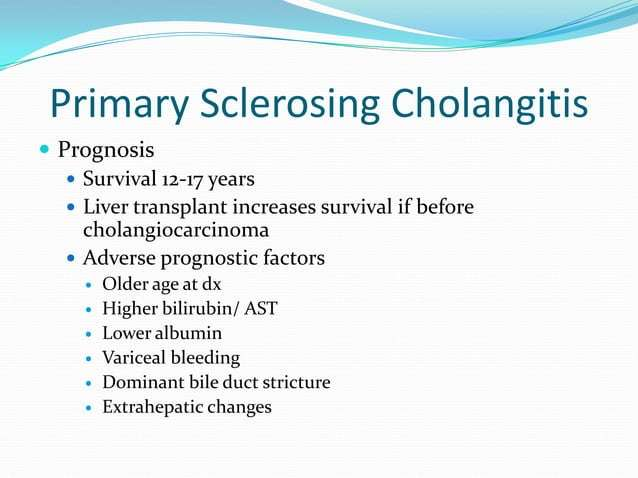 Primary Sclerosing Cholangitis
Prognosis
Survival 12-17 years
Liver transplant increases survival if before
cholangiocarcinoma
Adverse prognostic factors
Older age at dx
Higher bilirubin/ AST
Lower albumin
Variceal bleeding
Dominant bile duct stricture
Extrahepatic changes